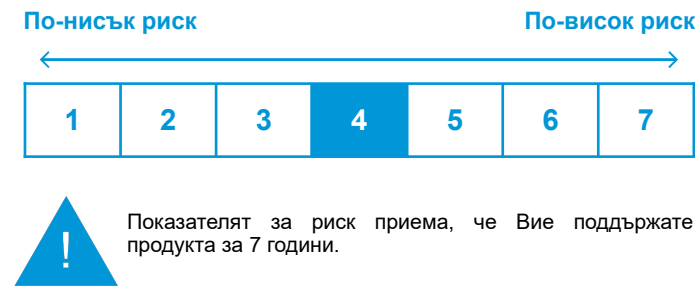 По-нисък риск По-висок риск
1 2 3 4 5 6 7
! Показателят за риск приема, че Вие поддържате
продукта за 7 години.